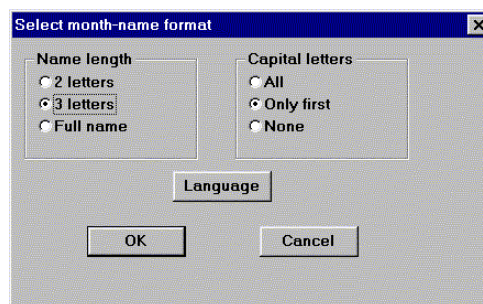 Select month-name format
Name length
2 letters
3 letters
Full name
Capital letters
All
Only first
None
Language
OK
Cancel